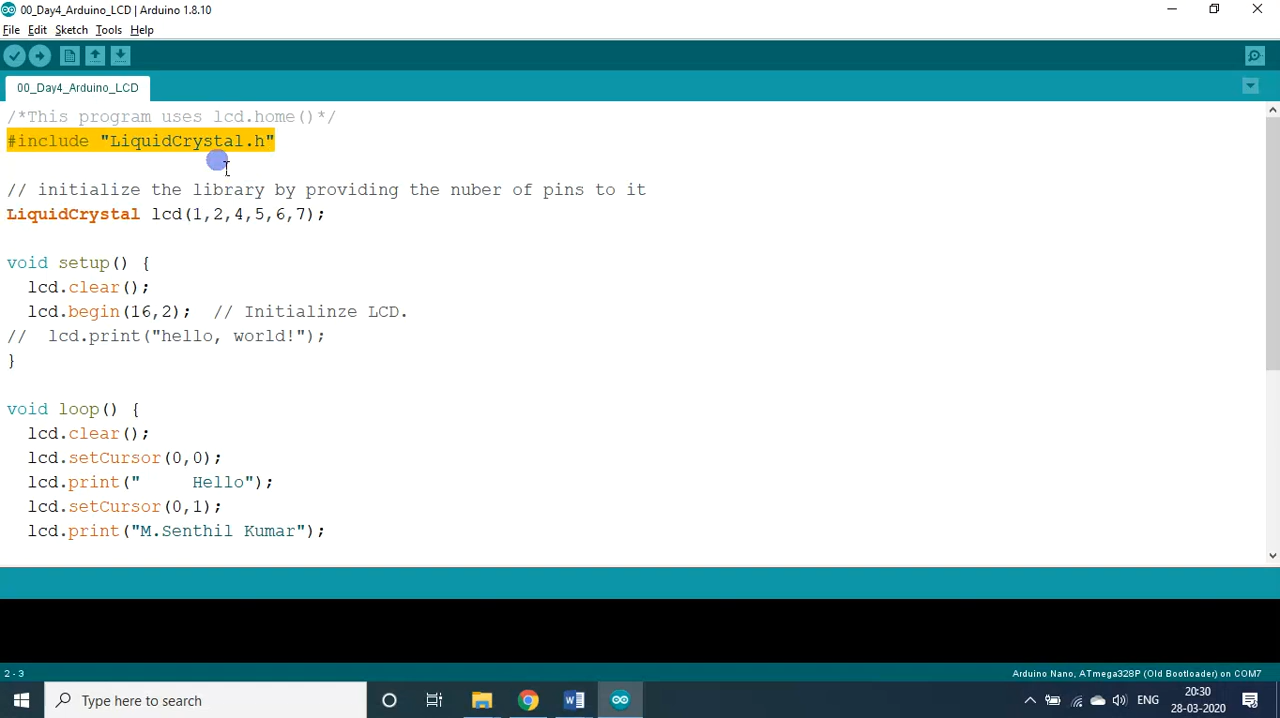 00_Day4_Arduino_LCD | Arduino 1.8.10
File Edit Sketch Tools Help
00_Day4_Arduino_LCD
/*This program uses lcd.home()*/
#include "LiquidCrystal.h"
// initialize the library by providing the nuber of pins to it
LiquidCrystal lcd(1,2,4,5,6,7);
void setup() {
lcd.clear();
lcd.begin(16,2);  // Initialinze LCD.
//  lcd.print("hello, world!");
}
void loop() {
lcd.clear();
lcd.setCursor(0,0);
lcd.print("     Hello");
lcd.setCursor(0,1);
lcd.print("M.Senthil Kumar");
2 - 3
Arduino Nano, ATmega328P (Old Bootloader) on COM7
Type here to search
ENG
20:30
28-03-2020